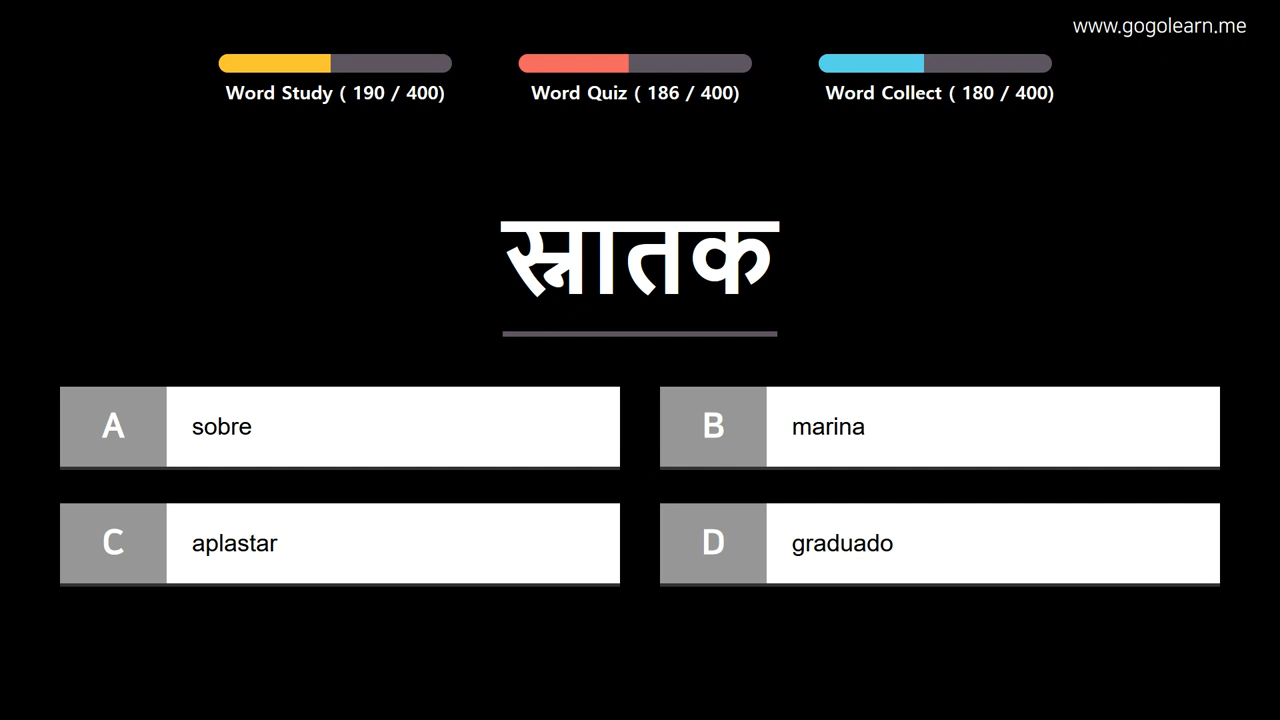 www.gogolearn.me
Word Study ( 190 / 400)
Word Quiz ( 186 / 400)
Word Collect ( 180 / 400)
स्नातक
A sobre
B marina
C aplastar
D graduado